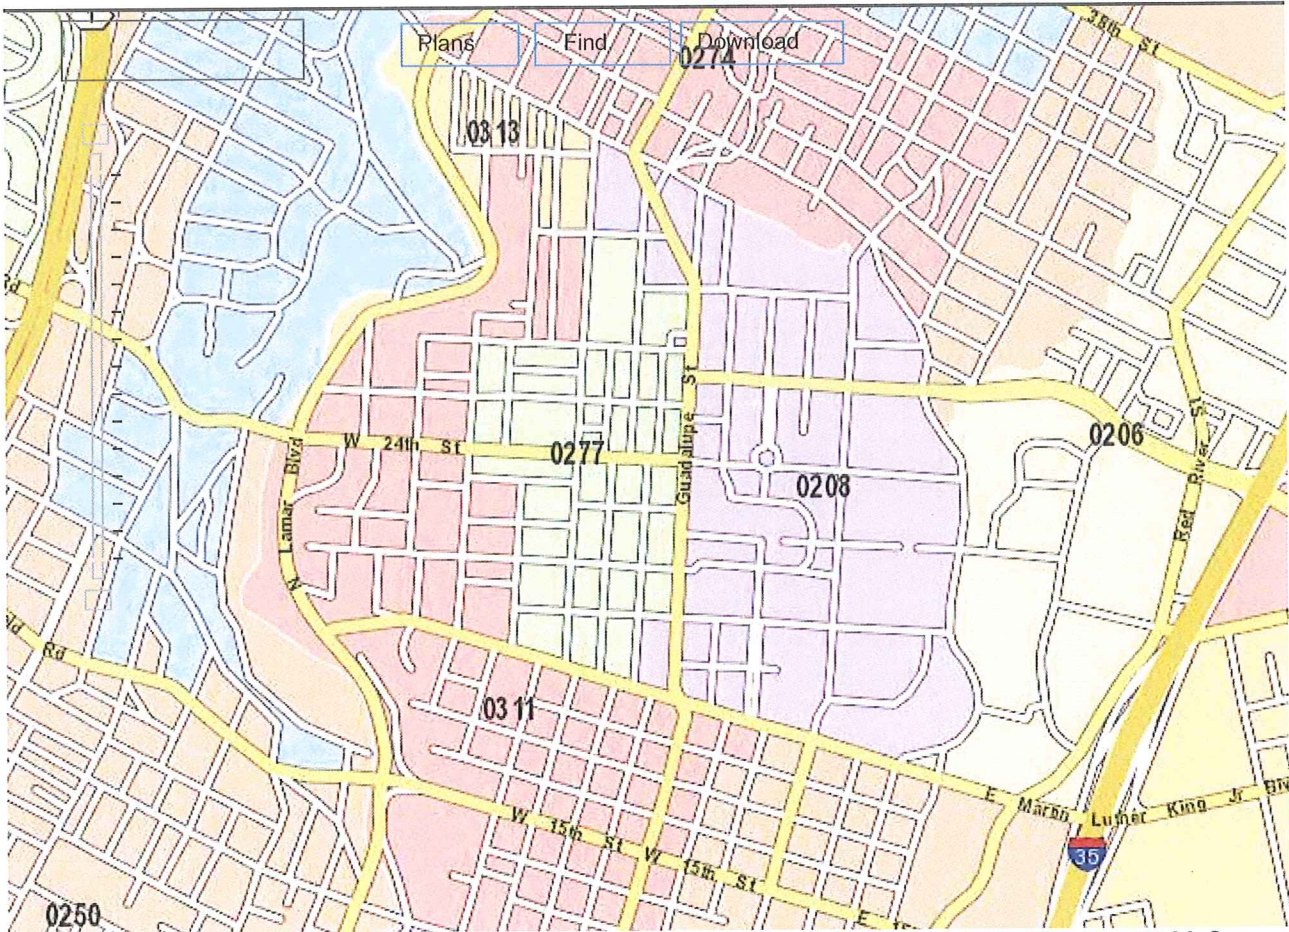 Plans Find Download
38th St
0274
03 13
Rd
St
Guadalupe
W 24th St
0277
0206
0208
Blvd
Lamar
N
St
River
Red
Rd
03 11
E Martin Luther King Jr
W 15th St W 15th St
35
0250
E